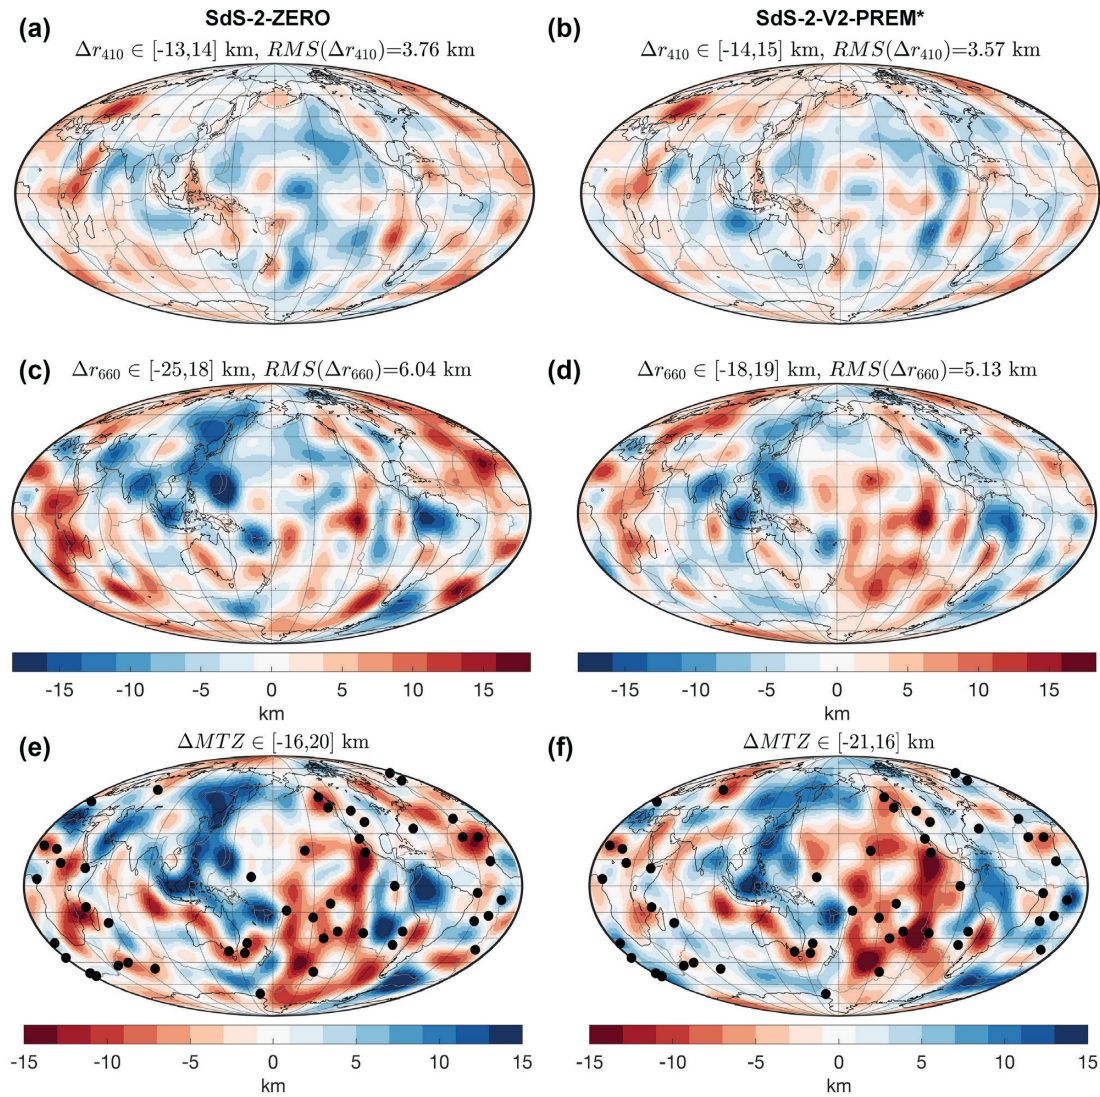 SdS-2-ZERO
SdS-2-V2-PREM*
(a)
Δr410 ∈ [-13,14] km, RMS(Δr410)=3.76 km
(b)
Δr410 ∈ [-14,15] km, RMS(Δr410)=3.57 km
(c)
Δr660 ∈ [-25,18] km, RMS(Δr660)=6.04 km
(d)
Δr660 ∈ [-18,19] km, RMS(Δr660)=5.13 km
-15 -10 -5 0 5 10 15
km
-15 -10 -5 0 5 10 15
km
(e)
ΔMTZ ∈ [-16,20] km
(f)
ΔMTZ ∈ [-21,16] km
-15 -10 -5 0 5 10 15
km
-15 -10 -5 0 5 10 15
km